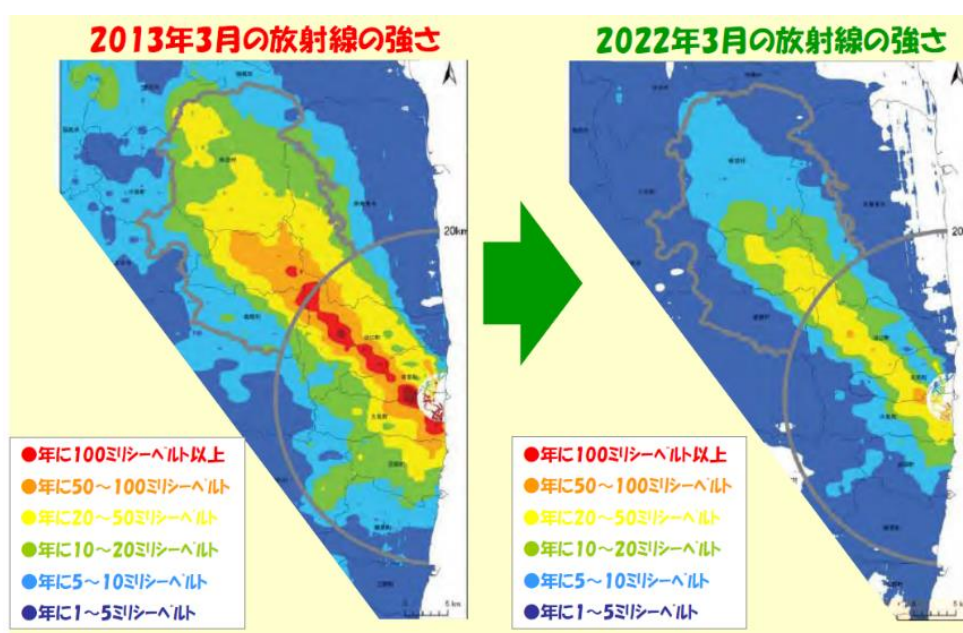 2013年3月の放射線の強さ
2022年3月の放射線の強さ
20km
20
●年に100ミリシーベルト以上
●年に50～100ミリシーベルト
●年に20～50ミリシーベルト
●年に10～20ミリシーベルト
●年に5～10ミリシーベルト
●年に1～5ミリシーベルト
5 km
●年に100ミリシーベルト以上
●年に50～100ミリシーベルト
●年に20～50ミリシーベルト
●年に10～20ミリシーベルト
●年に5～10ミリシーベルト
●年に1～5ミリシーベルト
5 km